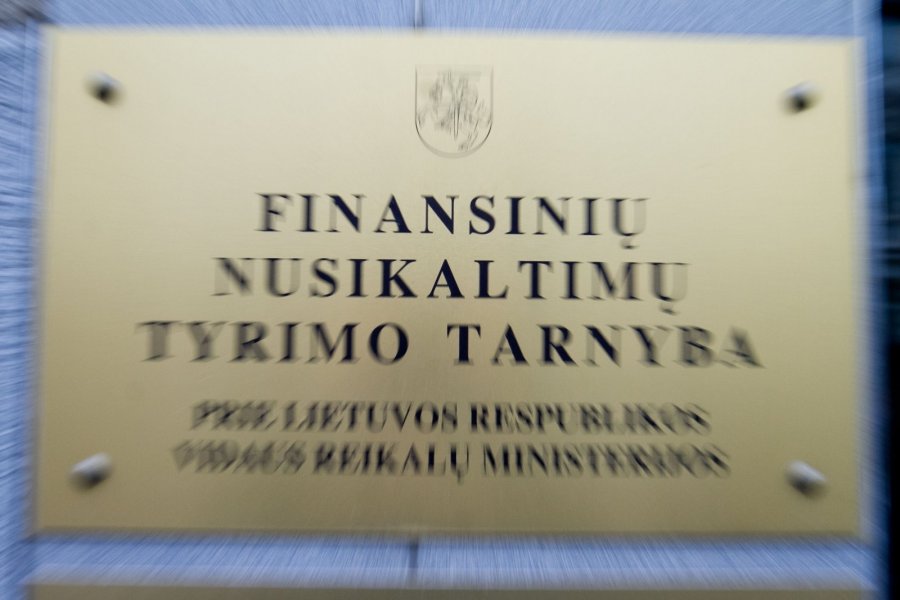 FINANSINIŲ
NUSIKALTIMŲ
TYRIMO TARNYBA
PRIE LIETUVOS RESPUBLIKOS
VIDAUS REIKALŲ MINISTERIJOS